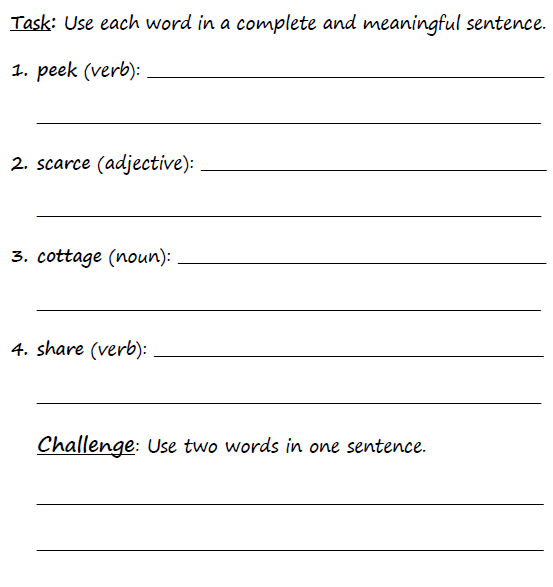 Task: Use each word in a complete and meaningful sentence.
1. peek (verb):
2. scarce (adjective):
3. cottage (noun):
4. share (verb):
Challenge: Use two words in one sentence.